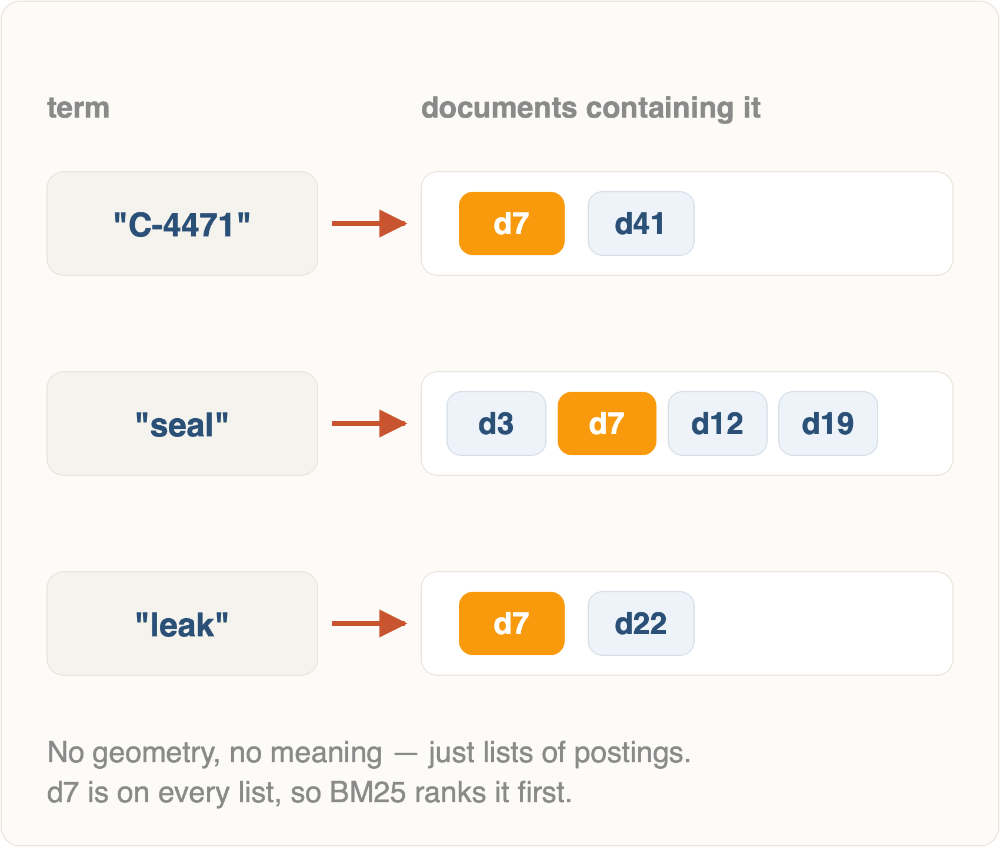 term documents containing it
"C-4471" d7 d41
"seal" d3 d7 d12 d19
"leak" d7 d22
No geometry, no meaning — just lists of postings.
d7 is on every list, so BM25 ranks it first.